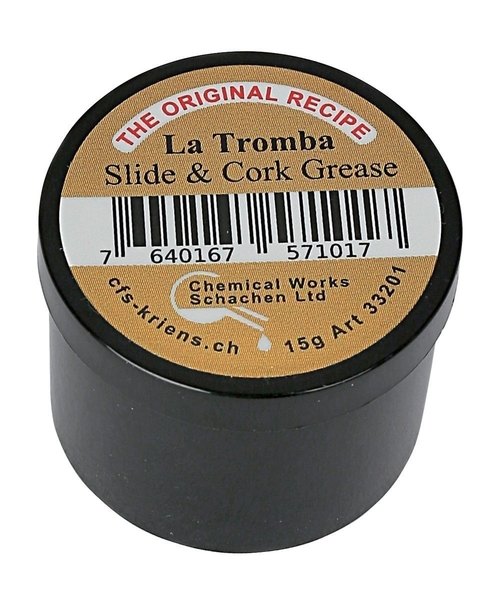 THE ORIGINAL RECIPE
La Tromba
Slide & Cork Grease
7 640167 571017
Chemical Works
Schachen Ltd
cfs-kriens.ch
15g Art 33201